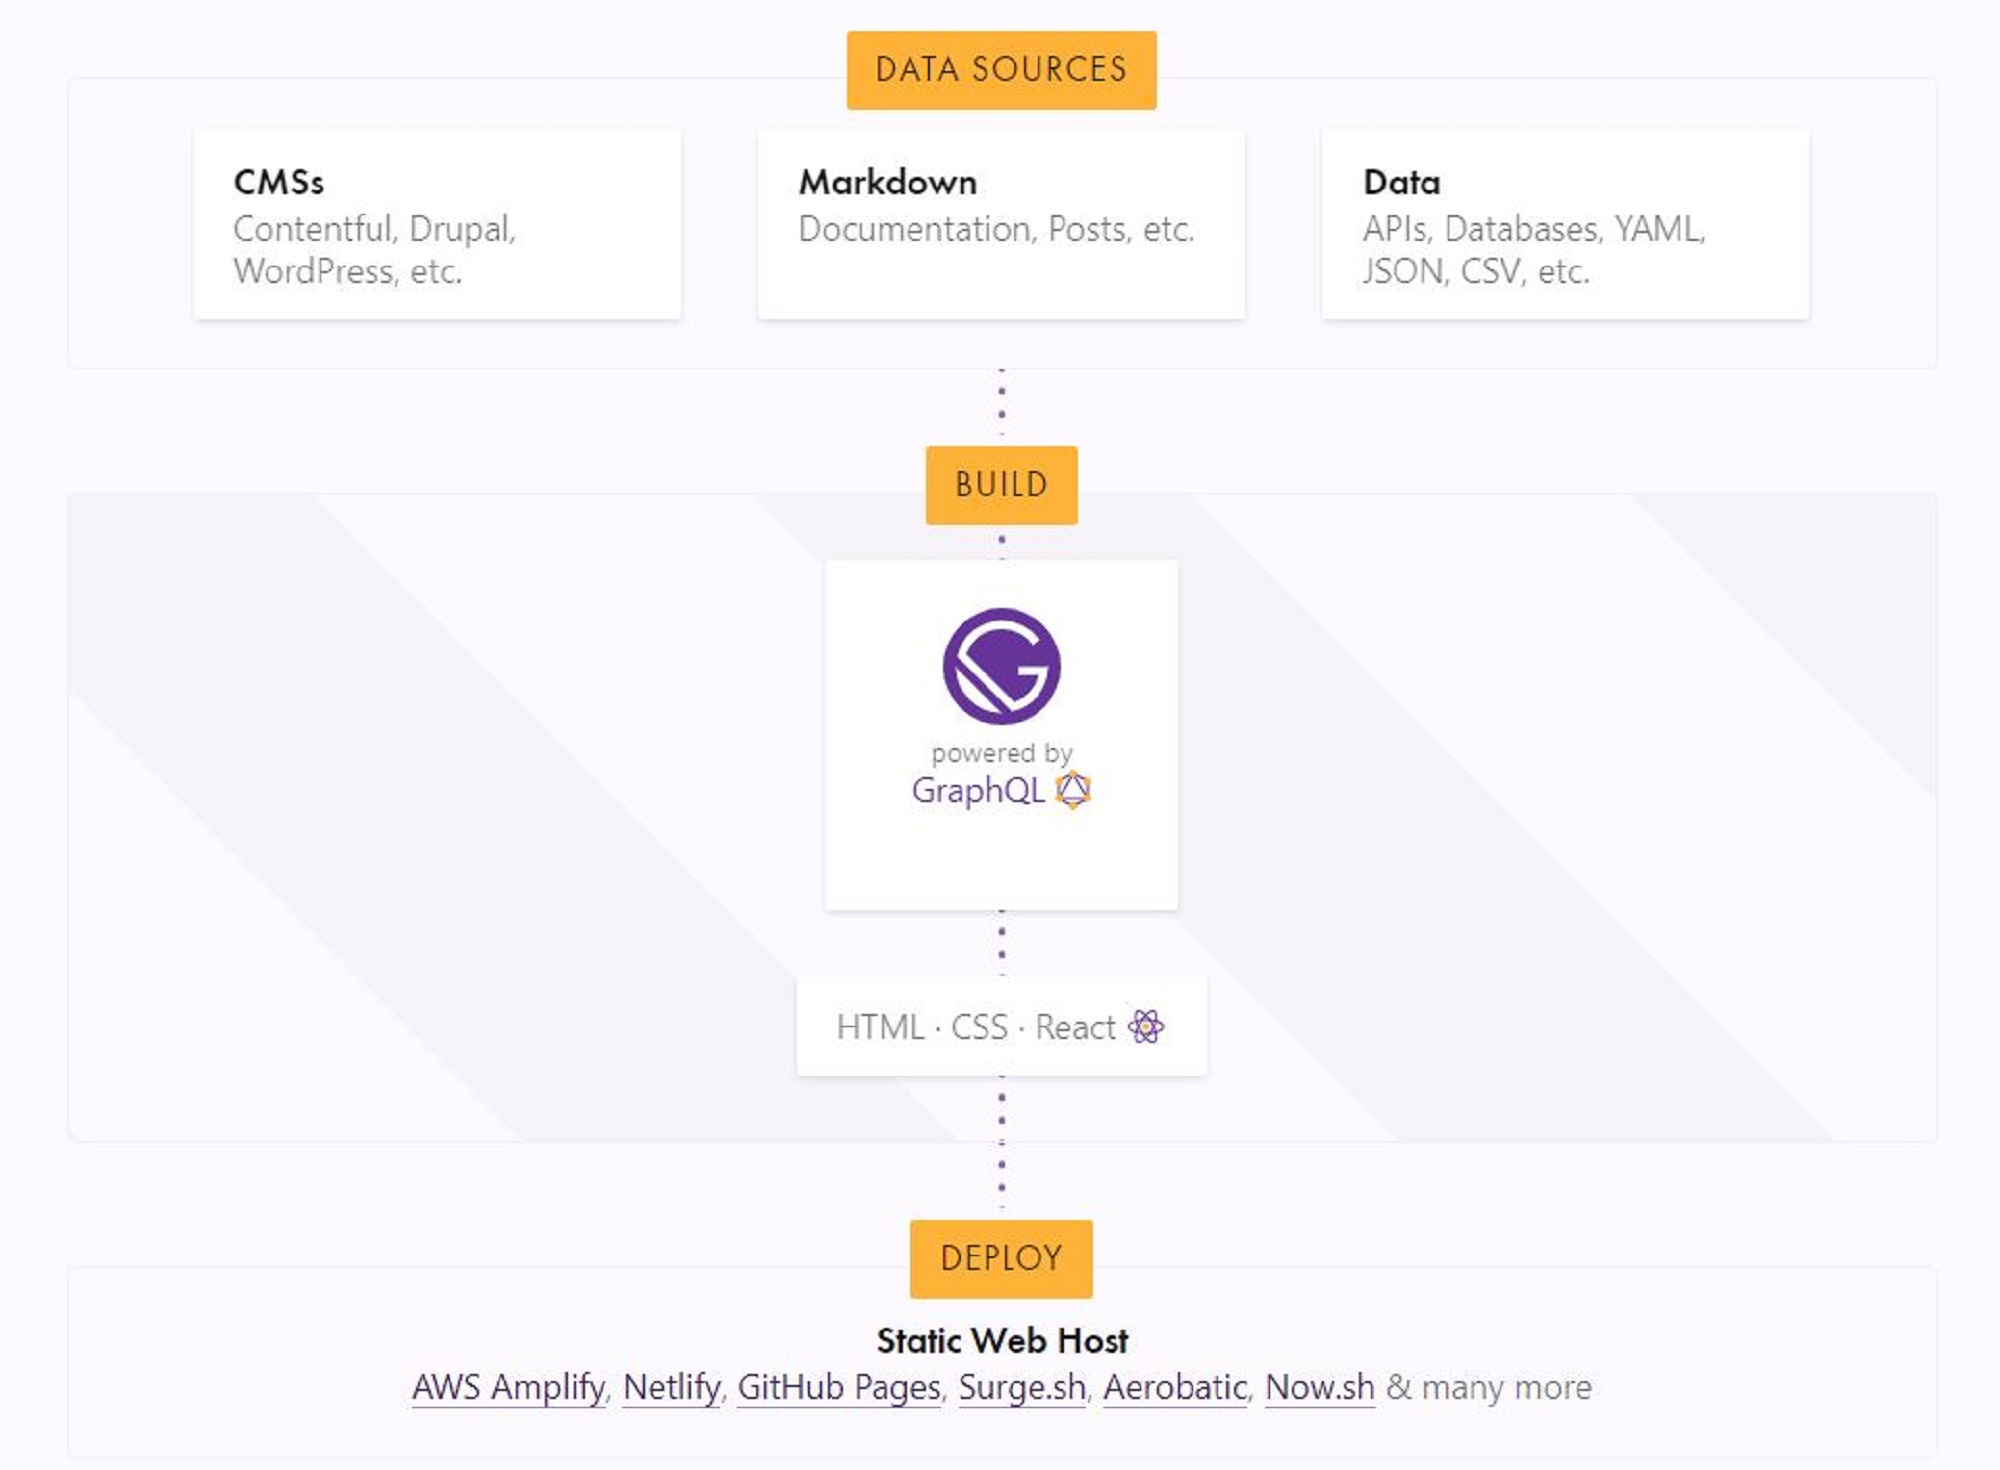 DATA SOURCES
CMSs
Contentful, Drupal,
WordPress, etc.
Markdown
Documentation, Posts, etc.
Data
APIs, Databases, YAML,
JSON, CSV, etc.
BUILD
powered by
GraphQL
HTML · CSS · React
DEPLOY
Static Web Host
AWS Amplify, Netlify, GitHub Pages, Surge.sh, Aerobatic, Now.sh & many more